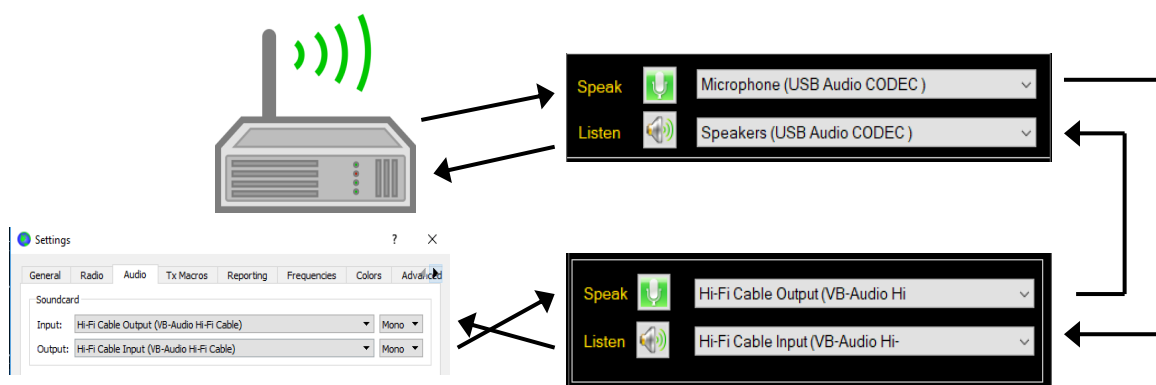 Speak Microphone (USB Audio CODEC )
Listen Speakers (USB Audio CODEC )
Settings ? ×
General Radio Audio Tx Macros Reporting Frequencies Colors Advanced
Soundcard
Input: Hi-Fi Cable Output (VB-Audio Hi-Fi Cable) Mono
Output: Hi-Fi Cable Input (VB-Audio Hi-Fi Cable) Mono
Speak Hi-Fi Cable Output (VB-Audio Hi
Listen Hi-Fi Cable Input (VB-Audio Hi-